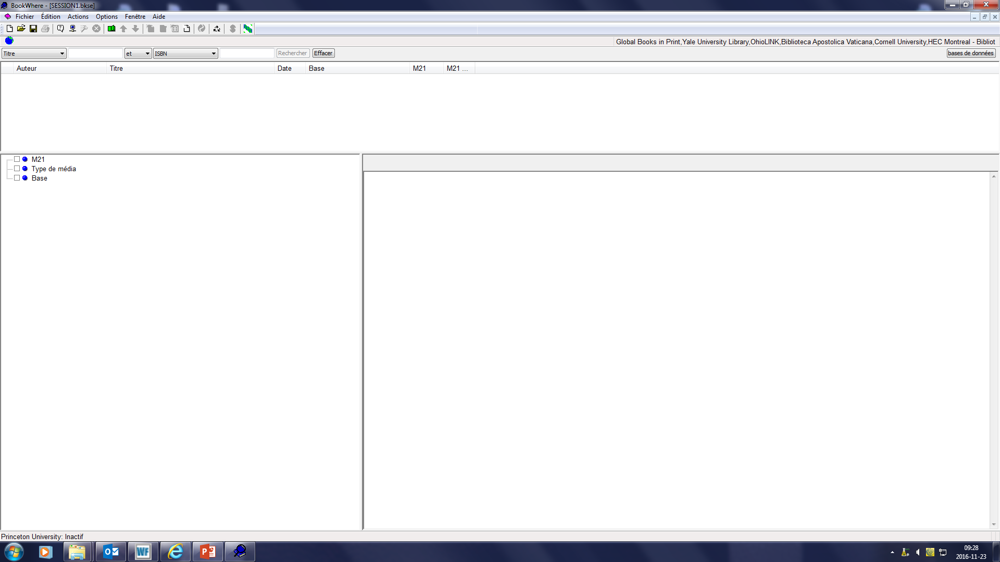 BookWhere - [SESSION1.bkse]
Fichier Édition Actions Options Fenêtre Aide
Global Books in Print,Yale University Library,OhioLINK,Biblioteca Apostolica Vaticana,Cornell University,HEC Montreal - Bibliot
Titre et ISBN Rechercher Effacer bases de données
Auteur Titre Date Base M21 M21 ...
M21
Type de média
Base
Princeton University: Inactif
09:28
2016-11-23